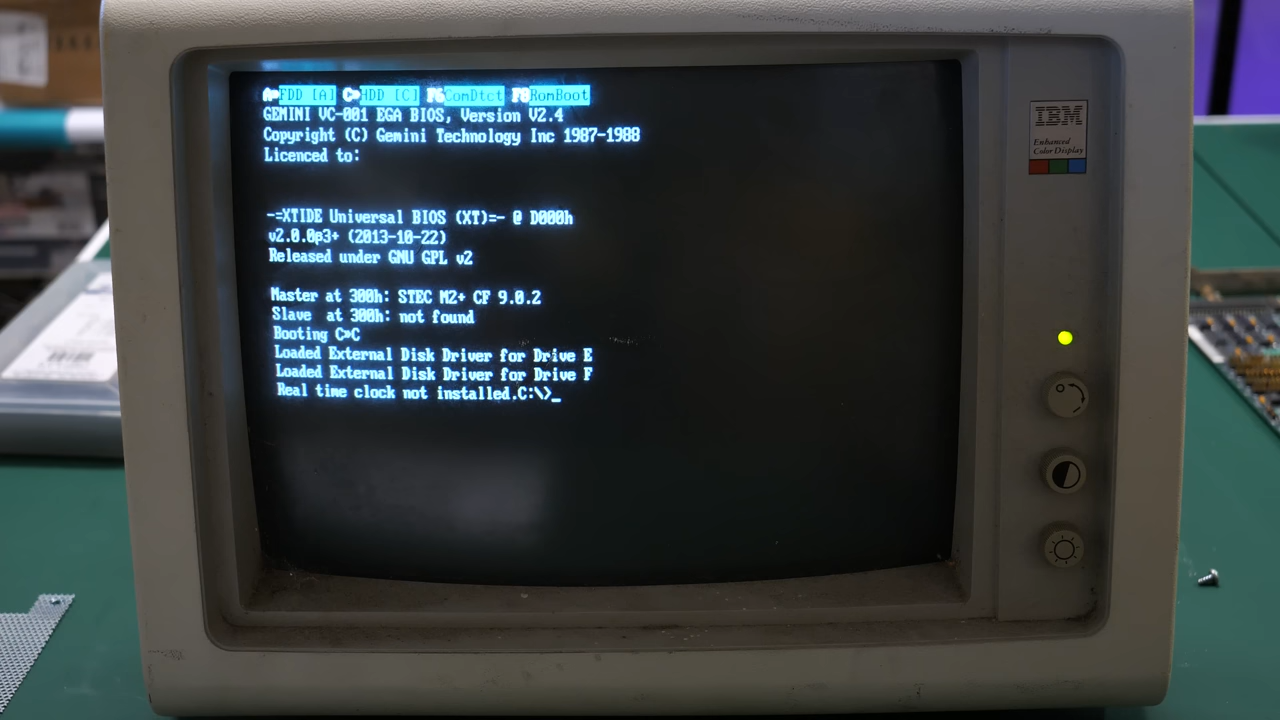 A»FDD [A] C»HDD [C] F6ComDtct F8RomBoot
GEMINI VC-001 EGA BIOS, Version V2.4
Copyright (C) Gemini Technology Inc 1987-1988
Licenced to:
-=XTIDE Universal BIOS (XT)=- @ D000h
v2.0.0β3+ (2013-10-22)
Released under GNU GPL v2
Master at 300h: STEC M2+ CF 9.0.2
Slave  at 300h: not found
Booting C»C
Loaded External Disk Driver for Drive E
Loaded External Disk Driver for Drive F
Real time clock not installed.C:\>_
IBM
Enhanced
Color Display